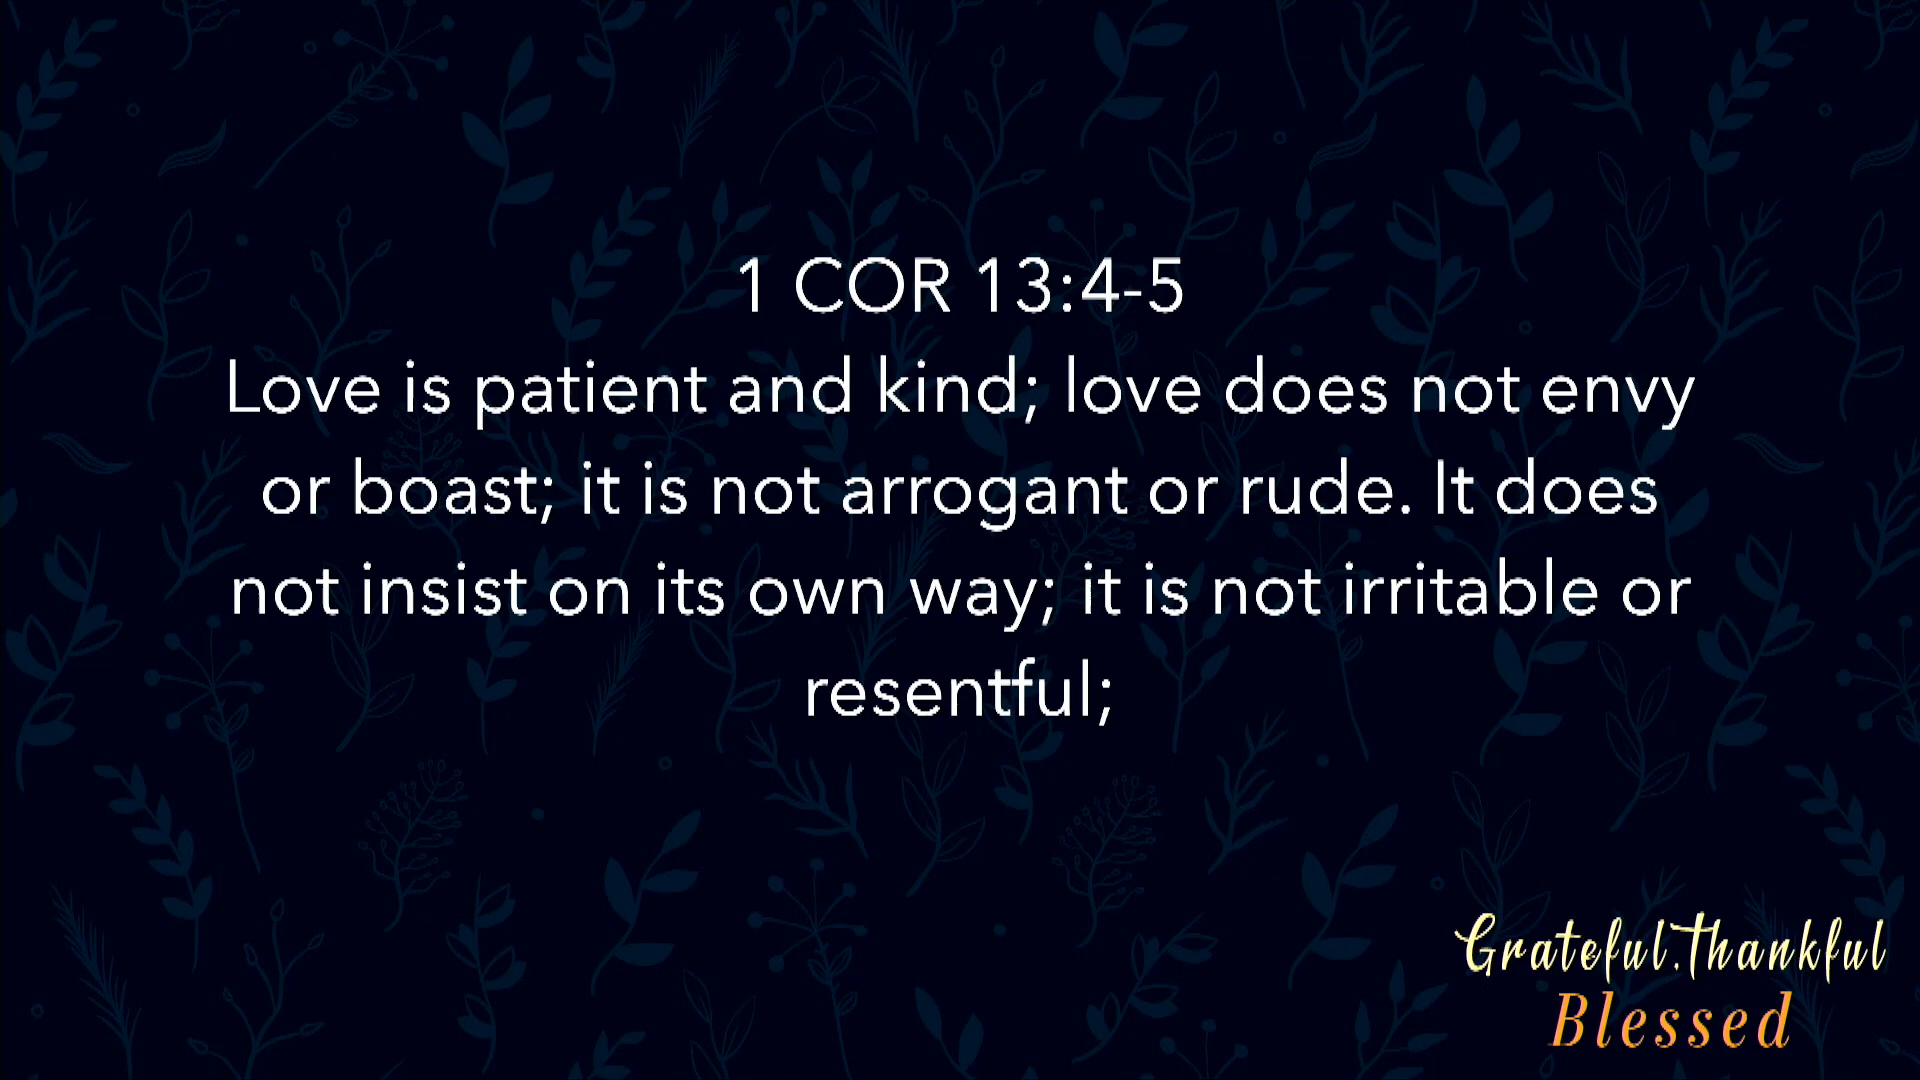 1 COR 13:4-5
Love is patient and kind; love does not envy
or boast; it is not arrogant or rude. It does
not insist on its own way; it is not irritable or
resentful;
Grateful.Thankful
Blessed